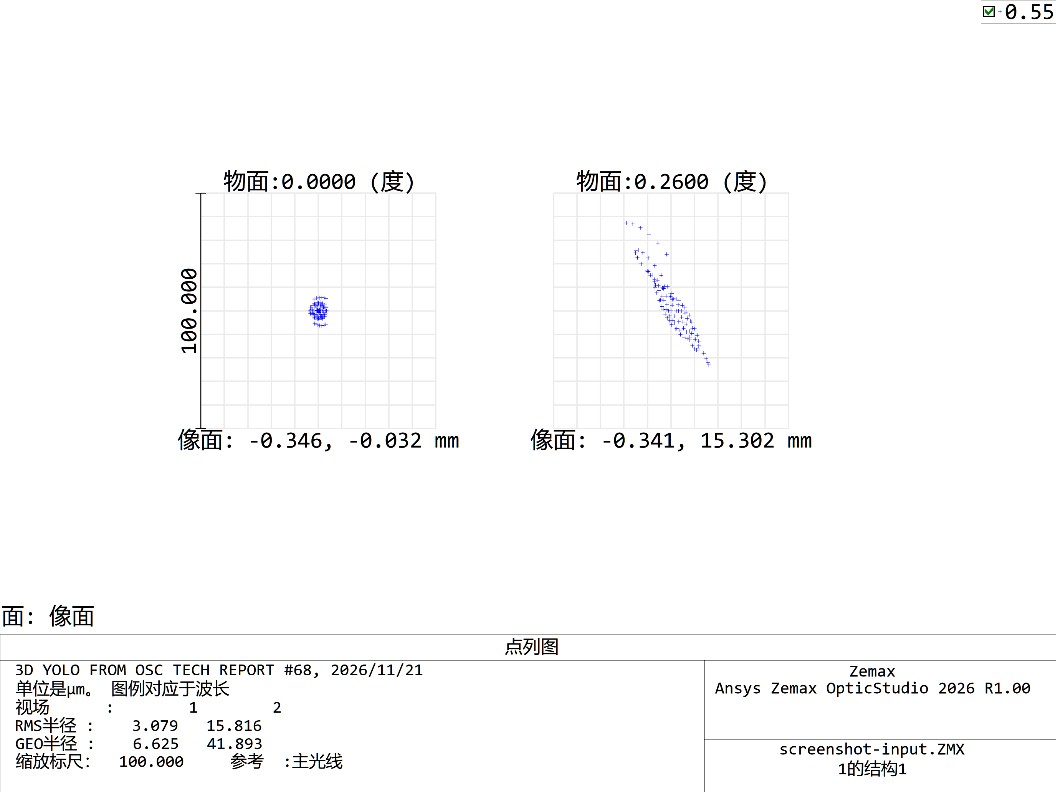 0.55
物面:0.0000 (度)
物面:0.2600 (度)
100.000
像面: -0.346, -0.032 mm
像面: -0.341, 15.302 mm
面: 像面
点列图
3D YOLO FROM OSC TECH REPORT #68, 2026/11/21
单位是µm。 图例对应于波长
视场 : 1 2
RMS半径 : 3.079 15.816
GEO半径 : 6.625 41.893
缩放标尺: 100.000 参考 :主光线
Zemax
Ansys Zemax OpticStudio 2026 R1.00
screenshot-input.ZMX
1的结构1